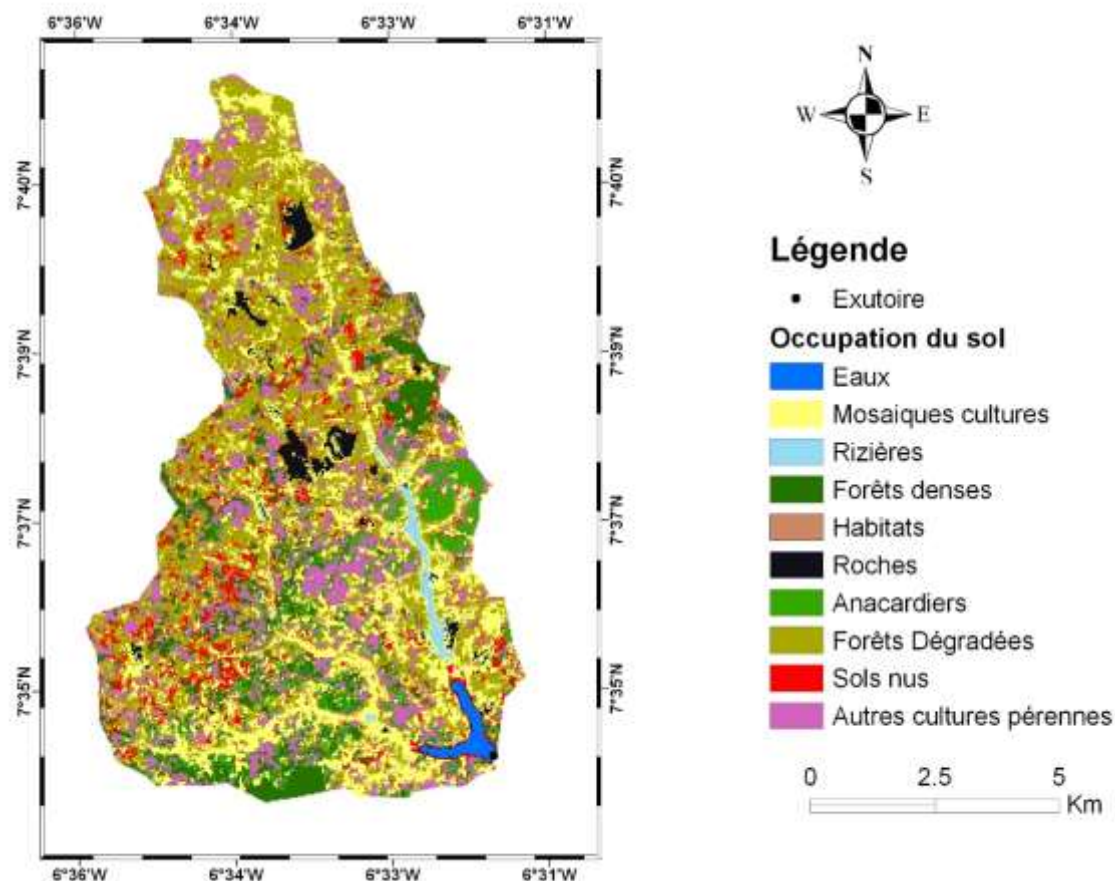 6°36'W 6°34'W 6°33'W 6°31'W
7°40'N 7°40'N
7°39'N 7°39'N
7°37'N 7°37'N
7°35'N 7°35'N
6°36'W 6°34'W 6°33'W 6°31'W
N
W E
S
Légende
Exutoire
Occupation du sol
Eaux
Mosaiques cultures
Rizières
Forêts denses
Habitats
Roches
Anacardiers
Forêts Dégradées
Sols nus
Autres cultures pérennes
0 2.5 5
Km